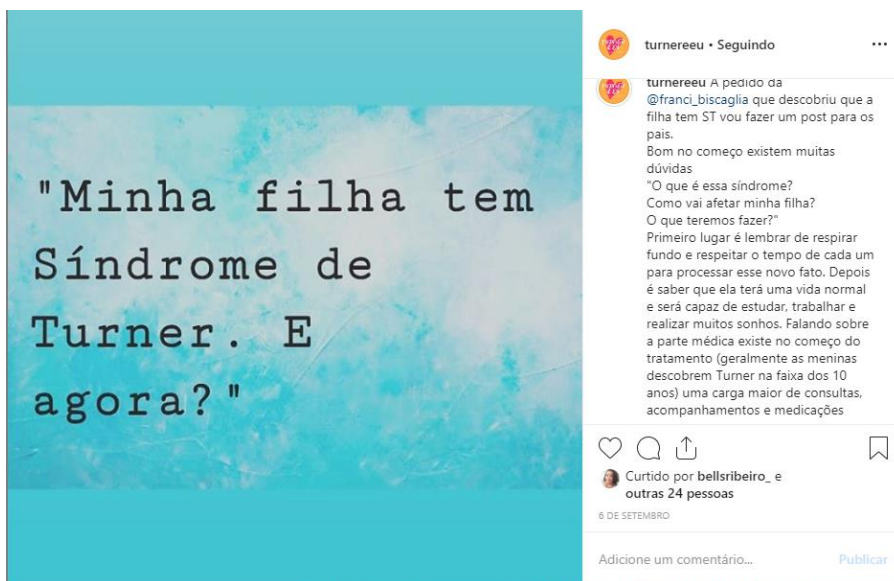 "Minha filha tem
Síndrome de
Turner. E
agora?"
turnereeu • Seguindo
turnereeu A pedido da
@franci_biscaglia que descobriu que a
filha tem ST vou fazer um post para os
pais.
Bom no começo existem muitas
dúvidas
"O que é essa síndrome?
Como vai afetar minha filha?
O que teremos fazer?"
Primeiro lugar é lembrar de respirar
fundo e respeitar o tempo de cada um
para processar esse novo fato. Depois
é saber que ela terá uma vida normal
e será capaz de estudar, trabalhar e
realizar muitos sonhos. Falando sobre
a parte médica existe no começo do
tratamento (geralmente as meninas
descobrem Turner na faixa dos 10
anos) uma carga maior de consultas,
acompanhamentos e medicações
Curtido por bellsribeiro_ e
outras 24 pessoas
6 DE SETEMBRO
Adicione um comentário... Publicar